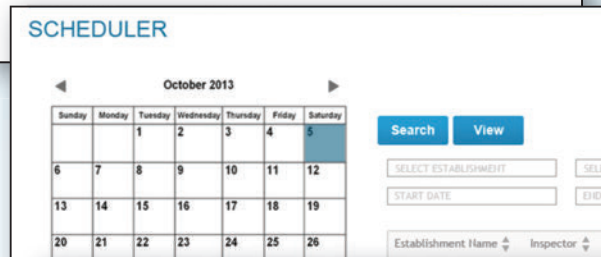 SCHEDULER
October 2013
Sunday Monday Tuesday Wednesday Thursday Friday Saturday
1 2 3 4 5
6 7 8 9 10 11 12
13 14 15 16 17 18 19
20 21 22 23 24 25 26
Search View
SELECT ESTABLISHMENT
START DATE
Establishment Name Inspector